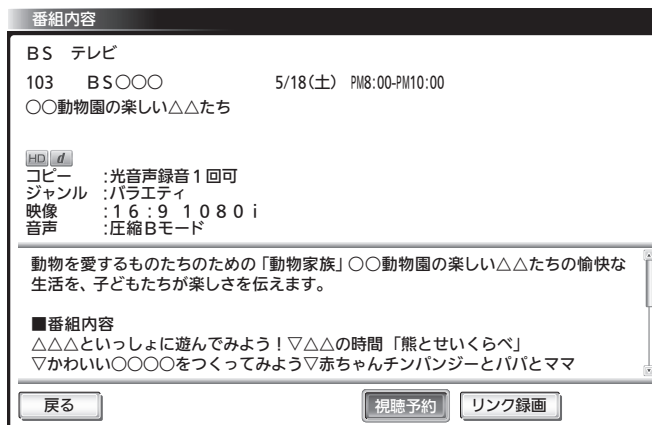 番組内容
BS テレビ
103 BS○○○ 5/18(土) PM8:00-PM10:00
○○動物園の楽しい△△たち
HD d
コピー :光音声録音1回可
ジャンル :バラエティ
映像 :16:9 1080i
音声 :圧縮Bモード
動物を愛するものたちのための「動物家族」○○動物園の楽しい△△たちの愉快な
生活を、子どもたちが楽しさを伝えます。
■番組内容
△△△といっしょに遊んでみよう!▽△△の時間「熊とせいくらべ」
▽かわいい○○○○をつくってみよう▽赤ちゃんチンパンジーとパパとママ
戻る 視聴予約 リンク録画